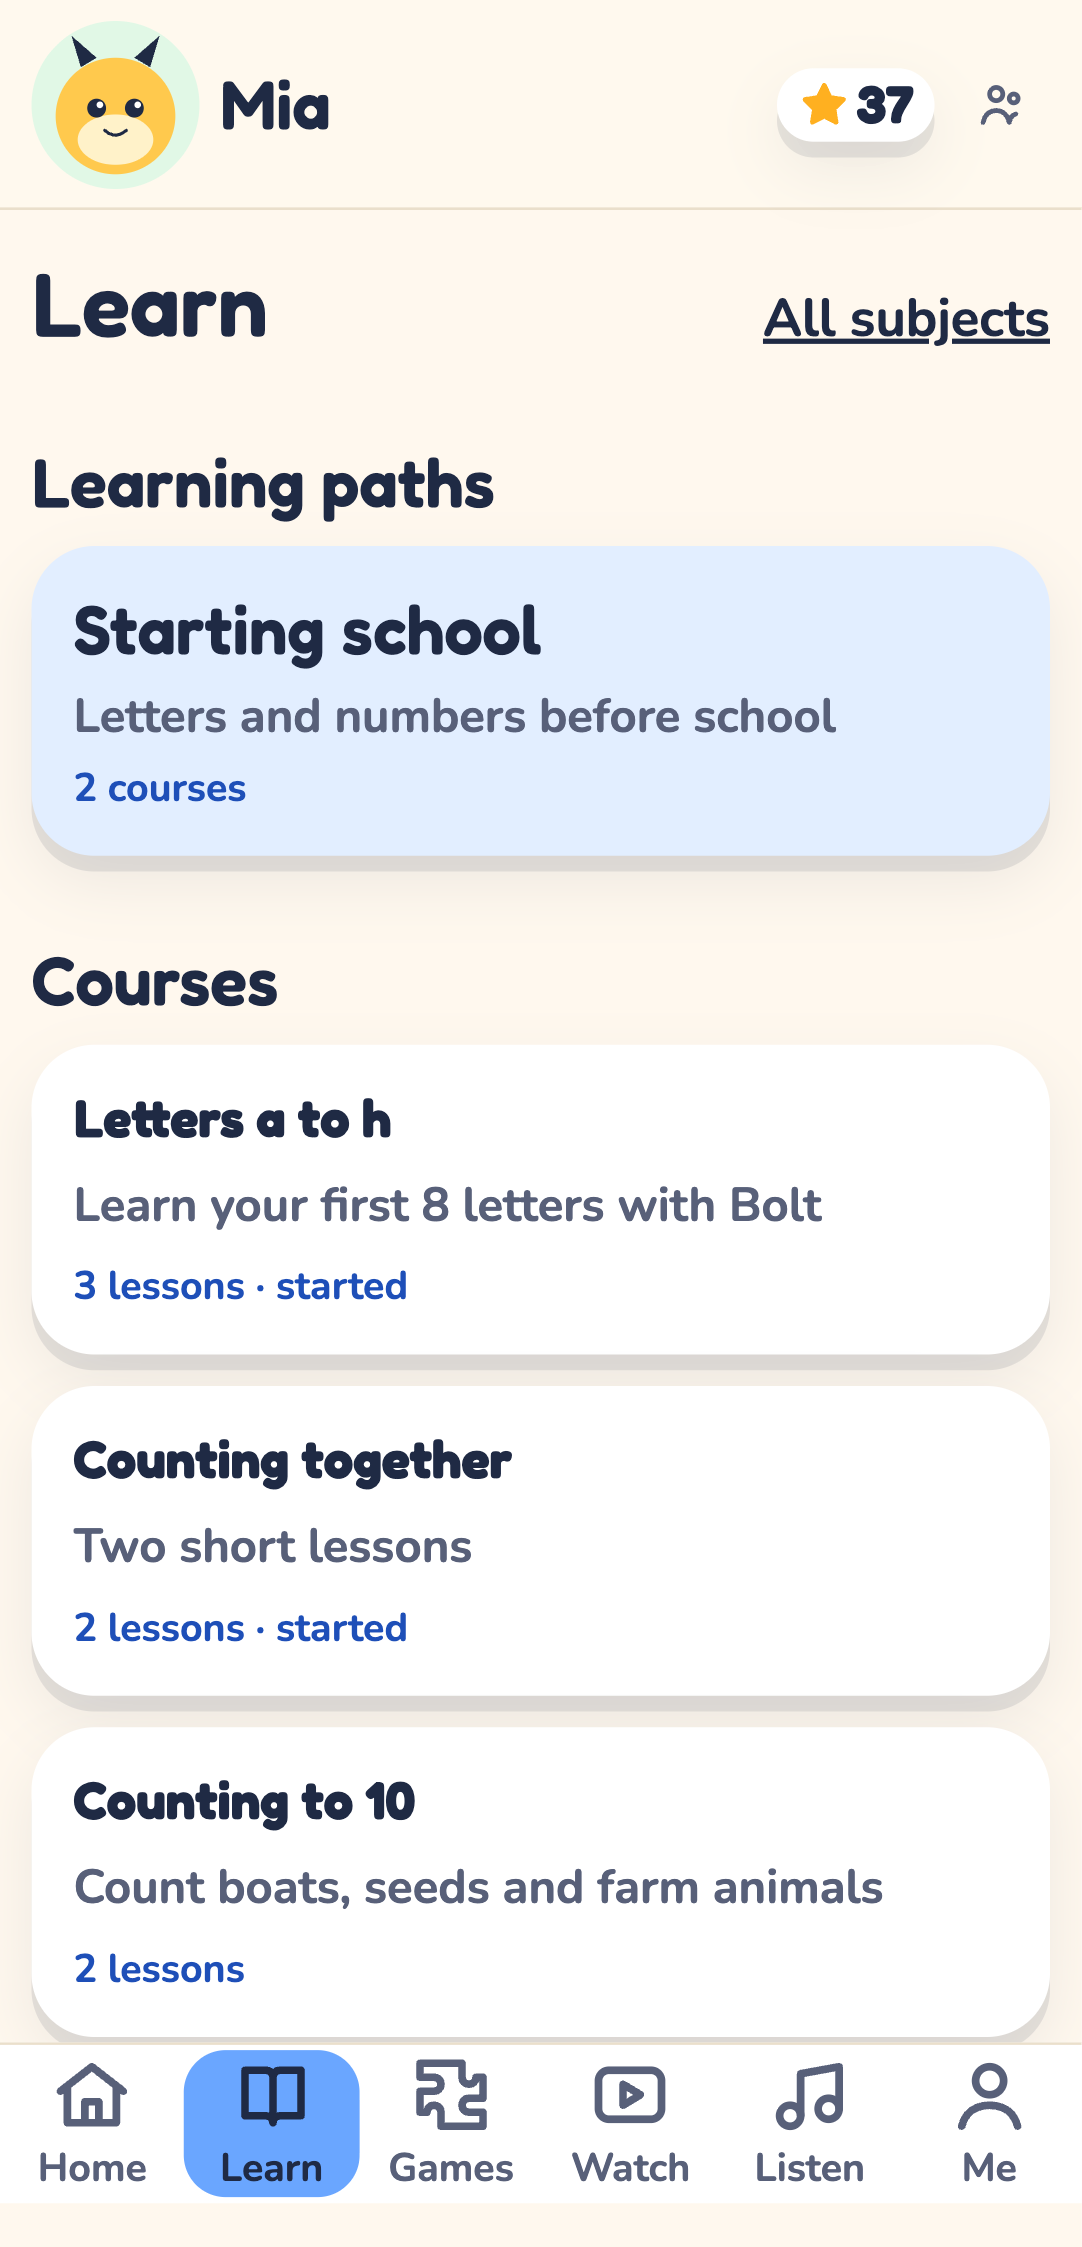 Mia
37
Learn
All subjects
Learning paths
Starting school
Letters and numbers before school
2 courses
Courses
Letters a to h
Learn your first 8 letters with Bolt
3 lessons · started
Counting together
Two short lessons
2 lessons · started
Counting to 10
Count boats, seeds and farm animals
2 lessons
Home
Learn
Games
Watch
Listen
Me